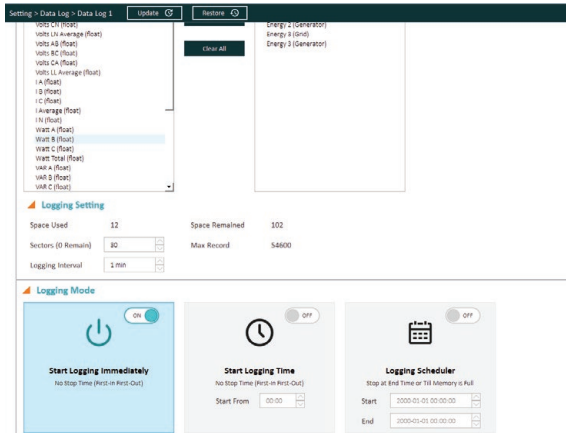 Setting > Data Log > Data Log 1 Update Restore
Volts CN (float)
Volts LN Average (float)
Volts AB (float)
Volts BC (float)
Volts CA (float)
Volts LL Average (float)
I A (float)
I B (float)
I C (float)
I Average (float)
I N (float)
Watt A (float)
Watt B (float)
Watt C (float)
Watt Total (float)
VAR A (float)
VAR B (float)
VAR C (float)
Clear All
Energy 2 (Generator)
Energy 3 (Grid)
Energy 3 (Generator)
Logging Setting
Space Used 12 Space Remained 102
Sectors (0 Remain) 80 Max Record 54600
Logging Interval 1 min
Logging Mode
ON
Start Logging Immediately
No Stop Time (First-in First-Out)
OFF
Start Logging Time
No Stop Time (First-in First-Out)
Start From 00:00
OFF
Logging Scheduler
Stop at End Time or Till Memory is Full
Start 2000-01-01 00:00:00
End 2000-01-01 00:00:00